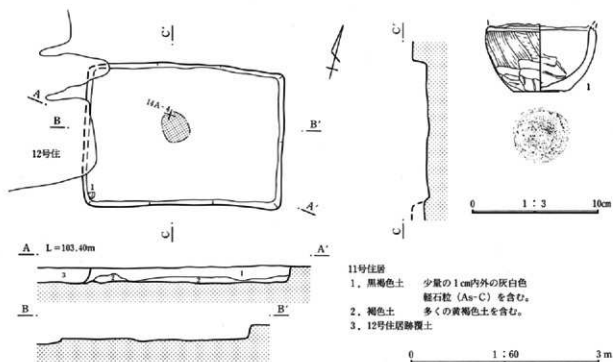 C'
C'
14A-4
A
B
B'
12号住
1
A'
C
C
1
1 : 3
10cm
0
A L=103.40m A'
3
2
2
1
B B'
11号住居
1. 黒褐色土 少量の1cm内外の灰白色
軽石粒(As-C)を含む。
2. 褐色土 多くの黄褐色土を含む。
3. 12号住居跡覆土
0 1:60 3m